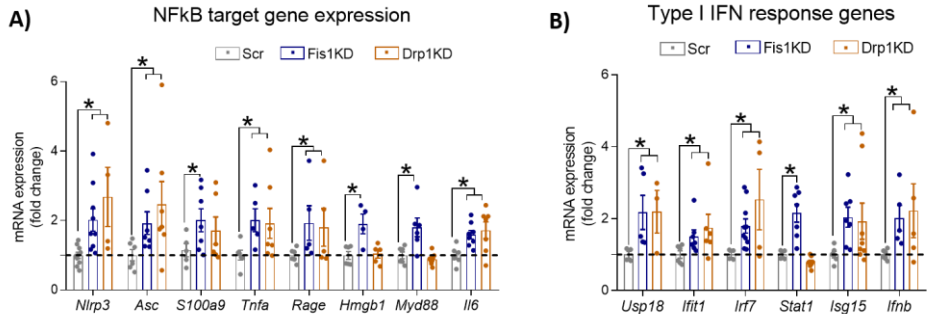 A)
NFkB target gene expression
Scr Fis1KD Drp1KD
mRNA expression
(fold change)
6
4
2
0
* * * * * * * *
Nlrp3 Asc S100a9 Tnfa Rage Hmgb1 Myd88 Il6
B)
Type I IFN response genes
Scr Fis1KD Drp1KD
mRNA expression
(fold change)
6
4
2
0
* * * * * *
Usp18 Ifit1 Irf7 Stat1 Isg15 Ifnb